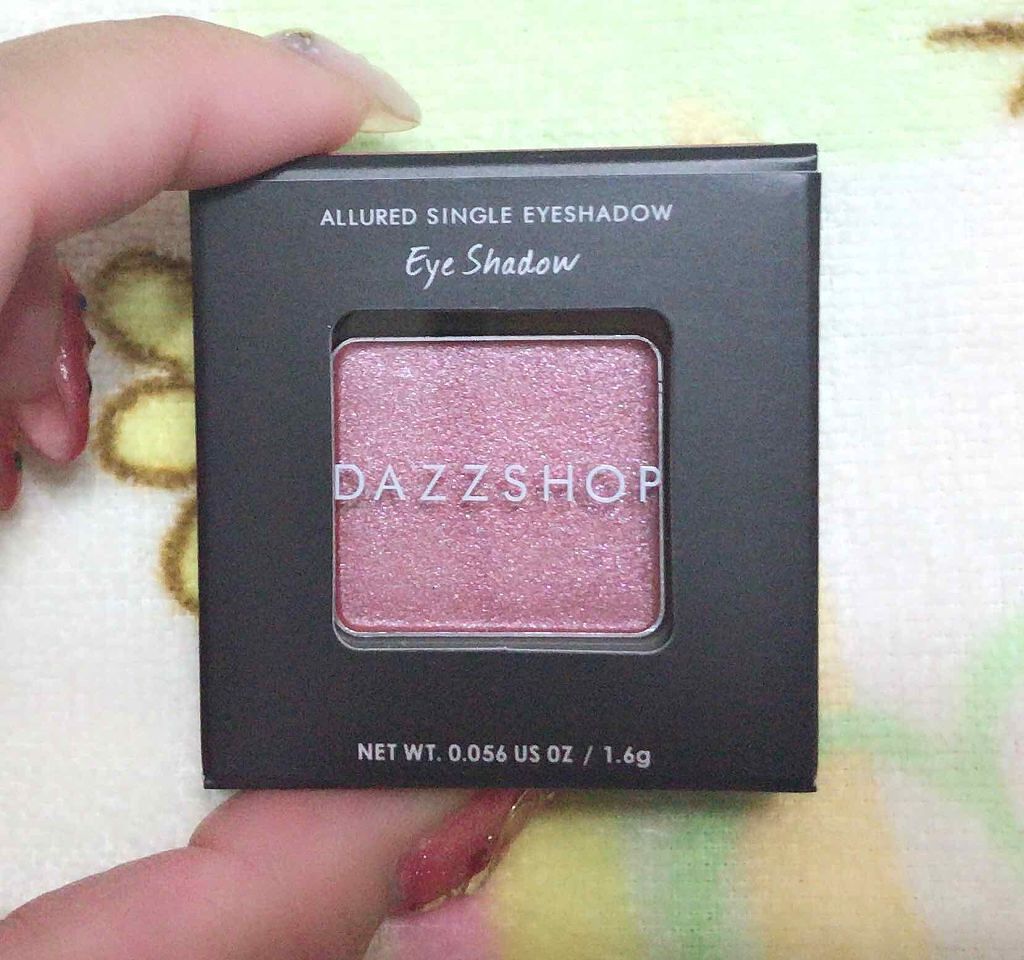 ALLURED SINGLE EYESHADOW
Eye Shadow
DAZZSHOP
NET WT. 0.056 US OZ / 1.6g